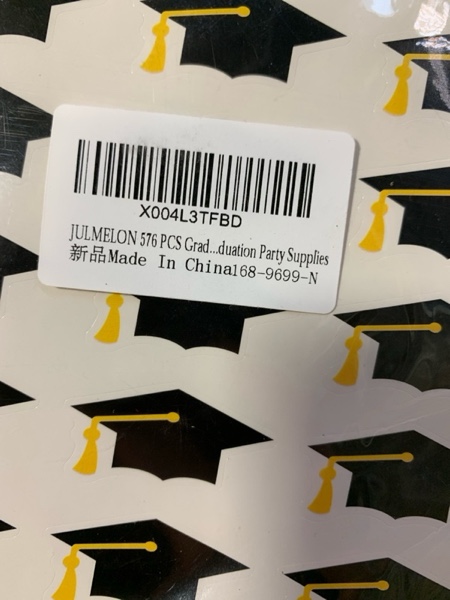 X004L3TFBD
JULMELON 576 PCS Grad...duation Party Supplies
新品Made In China168-9699-N